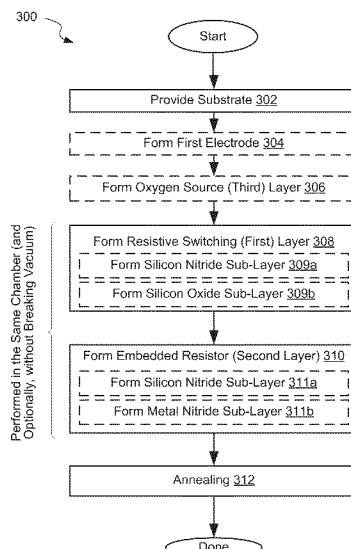 300
Start
Provide Substrate 302
Form First Electrode 304
Form Oxygen Source (Third) Layer 306
Performed in the Same Chamber (and
Optionally, without Breaking Vacuum)
Form Resistive Switching (First) Layer 308
Form Silicon Nitride Sub-Layer 309a
Form Silicon Oxide Sub-Layer 309b
Form Embedded Resistor (Second Layer) 310
Form Silicon Nitride Sub-Layer 311a
Form Metal Nitride Sub-Layer 311b
Annealing 312
Done